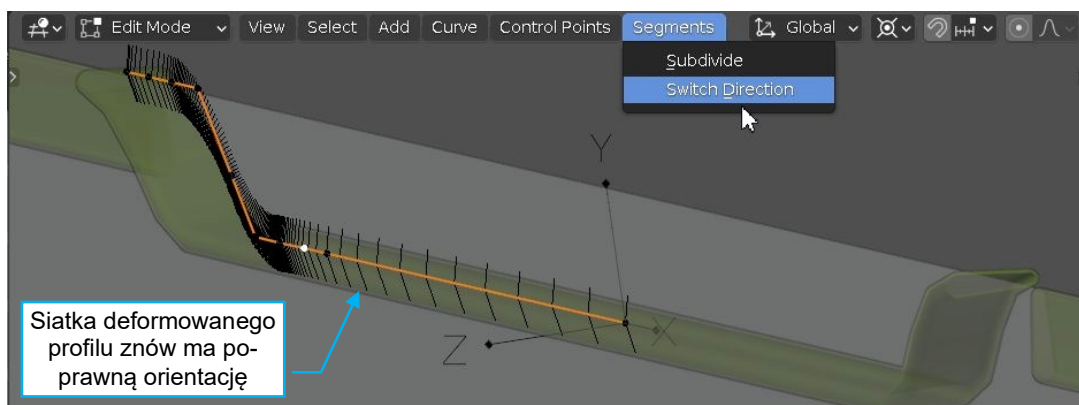 Edit Mode View Select Add Curve Control Points Segments Global
Subdivide
Switch Direction
Y
X
Z
Siatka deformowanego
profilu znów ma po-
prawną orientację